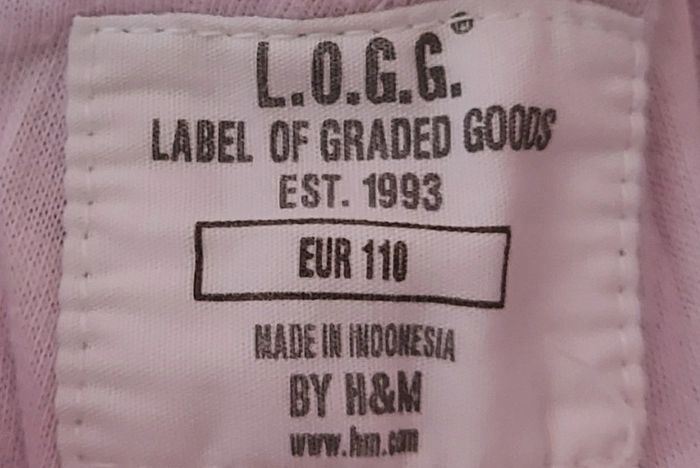 L.O.G.G.®
LABEL OF GRADED GOODS
EST. 1993
EUR 110
MADE IN INDONESIA
BY H&M
www.hm.com